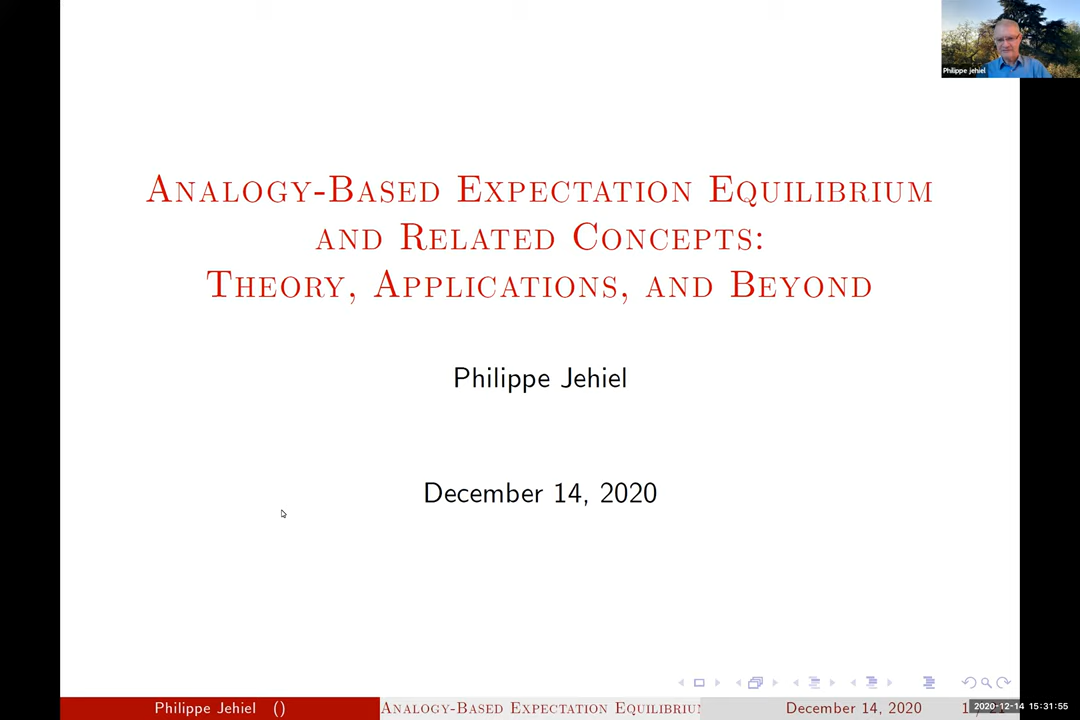 Philippe jehiel
ANALOGY-BASED EXPECTATION EQUILIBRIUM
AND RELATED CONCEPTS:
THEORY, APPLICATIONS, AND BEYOND
Philippe Jehiel
December 14, 2020
Philippe Jehiel ()
ANALOGY-BASED EXPECTATION EQUILIBRIUM
December 14, 2020
2020-12-14 15:31:55